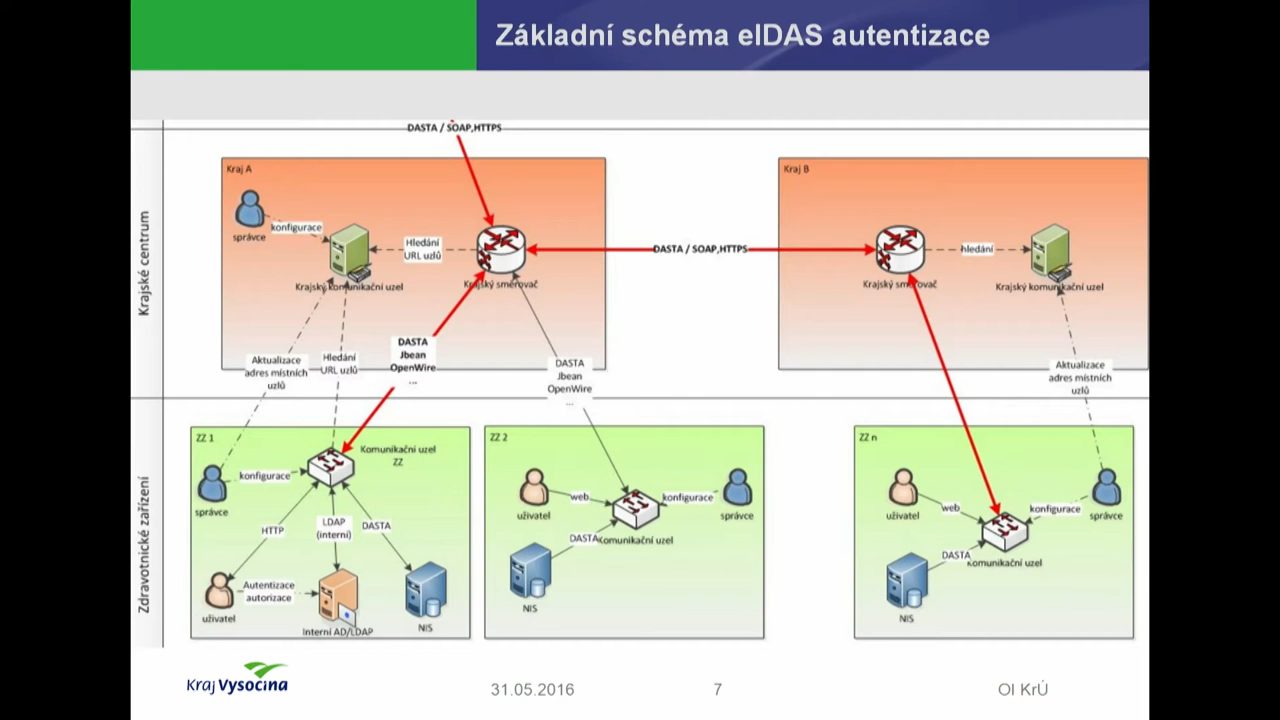 Základní schéma eIDAS autentizace
DASTA / SOAP,HTTPS
Krajské centrum
Kraj A
správce
konfigurace
Hledání
URL uzlů
Krajský komunikační uzel
Krajský směrovač
DASTA / SOAP,HTTPS
Kraj B
hledání
Krajský směrovač
Krajský komunikační uzel
Aktualizace
adres místních
uzlů
Hledání
URL uzlů
DASTA
Jbean
OpenWire
...
DASTA
Jbean
OpenWire
...
Aktualizace
adres místních
uzlů
Zdravotnické zařízení
ZZ 1
Komunikační uzel
ZZ
správce
konfigurace
HTTP
LDAP
(interní)
DASTA
uživatel
Autentizace
autorizace
Interní AD/LDAP
NIS
ZZ 2
uživatel
web
konfigurace
správce
DASTA
Komunikační uzel
NIS
ZZ n
uživatel
web
konfigurace
správce
DASTA
Komunikační uzel
NIS
Kraj Vysočina
31.05.2016
7
OI KrÚ